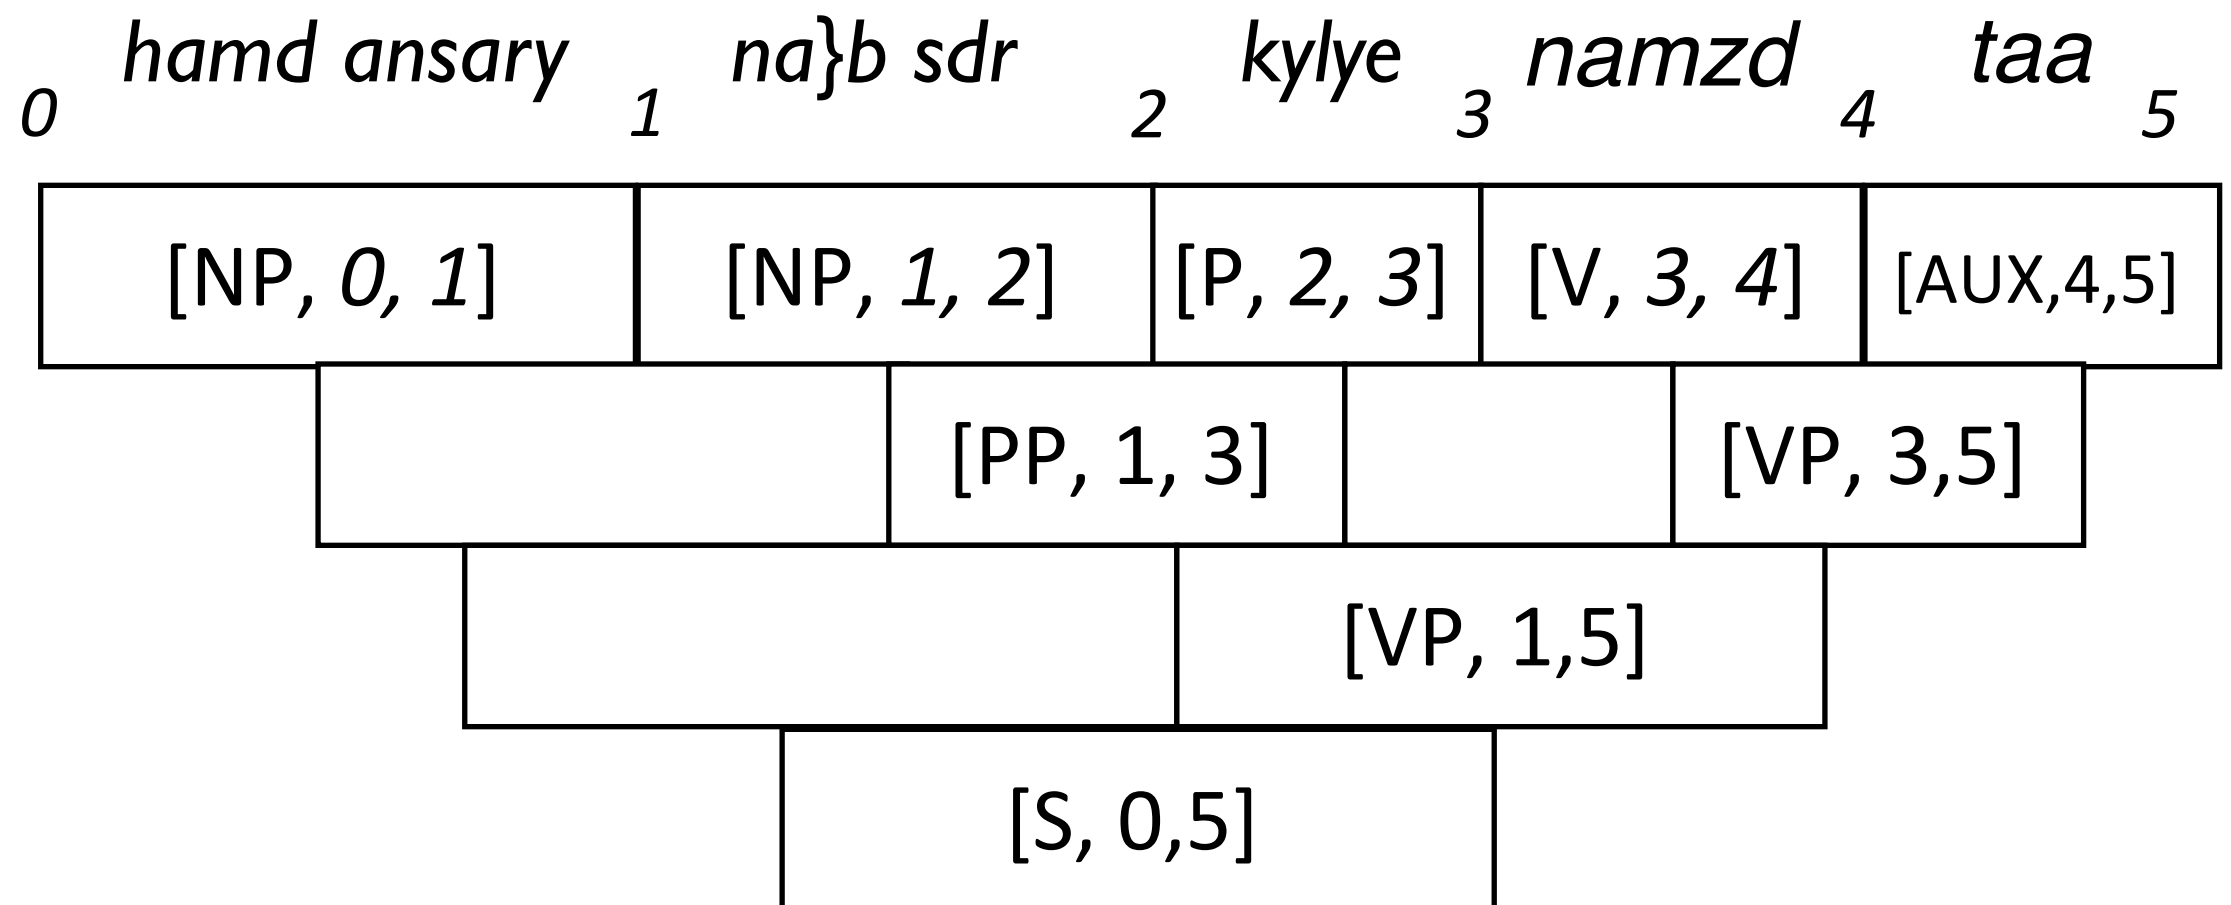 hamd ansary na}b sdr kylye namzd taa
0 1 2 3 4 5
[NP, 0, 1] [NP, 1, 2] [P, 2, 3] [V, 3, 4] [AUX,4,5]
[PP, 1, 3] [VP, 3,5]
[VP, 1,5]
[S, 0,5]